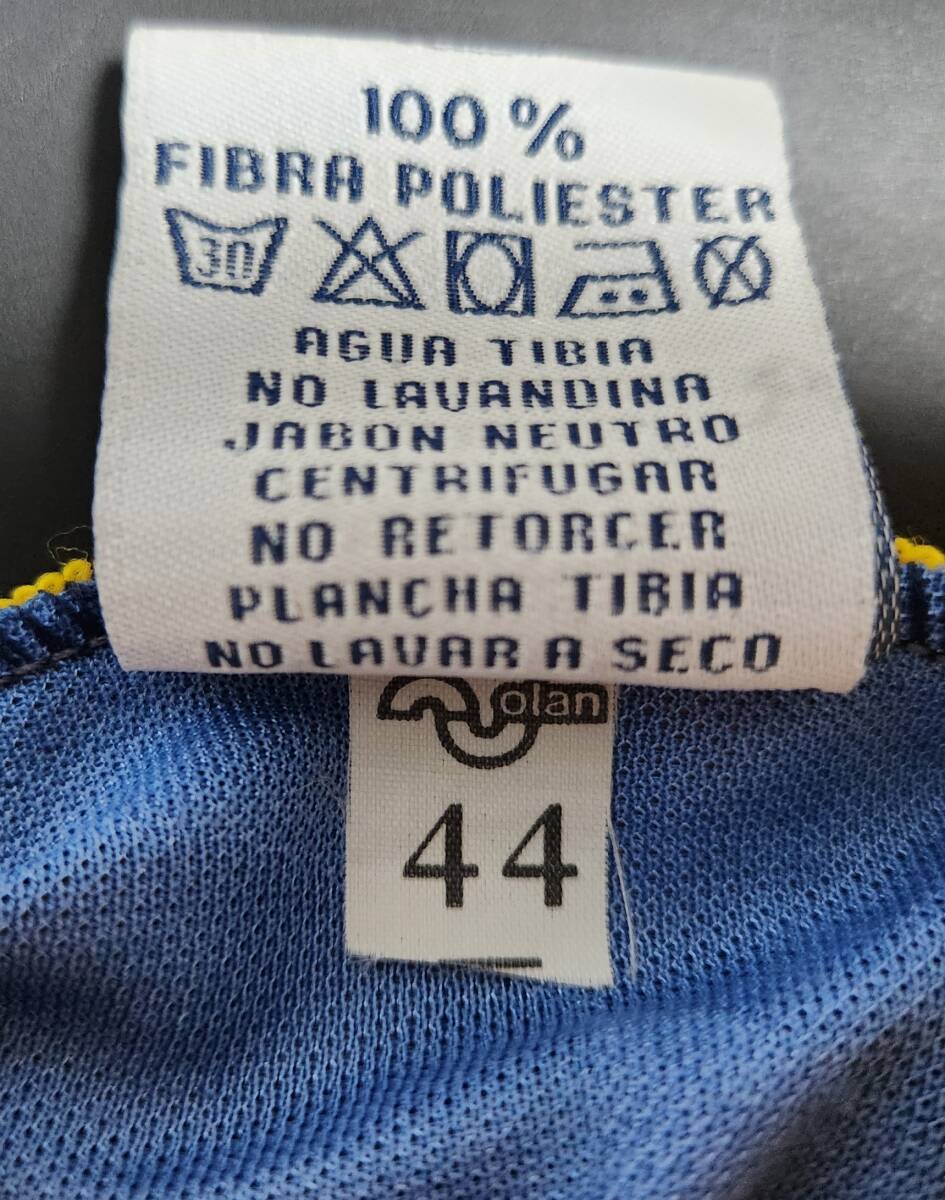 100 %
FIBRA POLIESTER
30
AGUA TIBIA
NO LAVANDINA
JABON NEUTRO
CENTRIFUGAR
NO RETORCER
PLANCHA TIBIA
NO LAVAR A SECO
olan
44